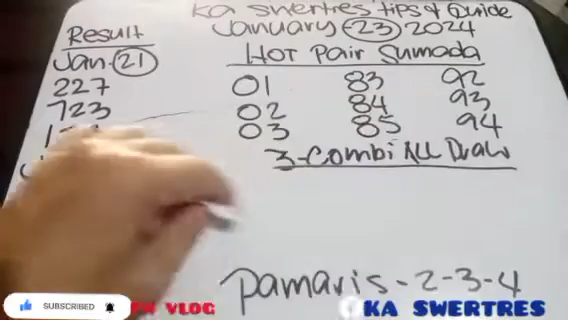 Ka Swertres Tips & Guide
January 23 2024
Result
Jan. 21
227
723
Hot Pair Sumada
01 83 92
02 84 93
03 85 94
3-Combi All Draw
Pamaris-2-3-4
SUBSCRIBED
VLOG
KA SWERTRES